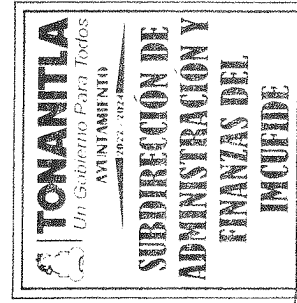 TONANITLA
Un Gobierno Para Todos
AYUNTAMIENTO
2022 - 2024
SUBDIRECCIÓN DE
ADMINISTRACIÓN Y
FINANZAS DEL
IMCUFIDE